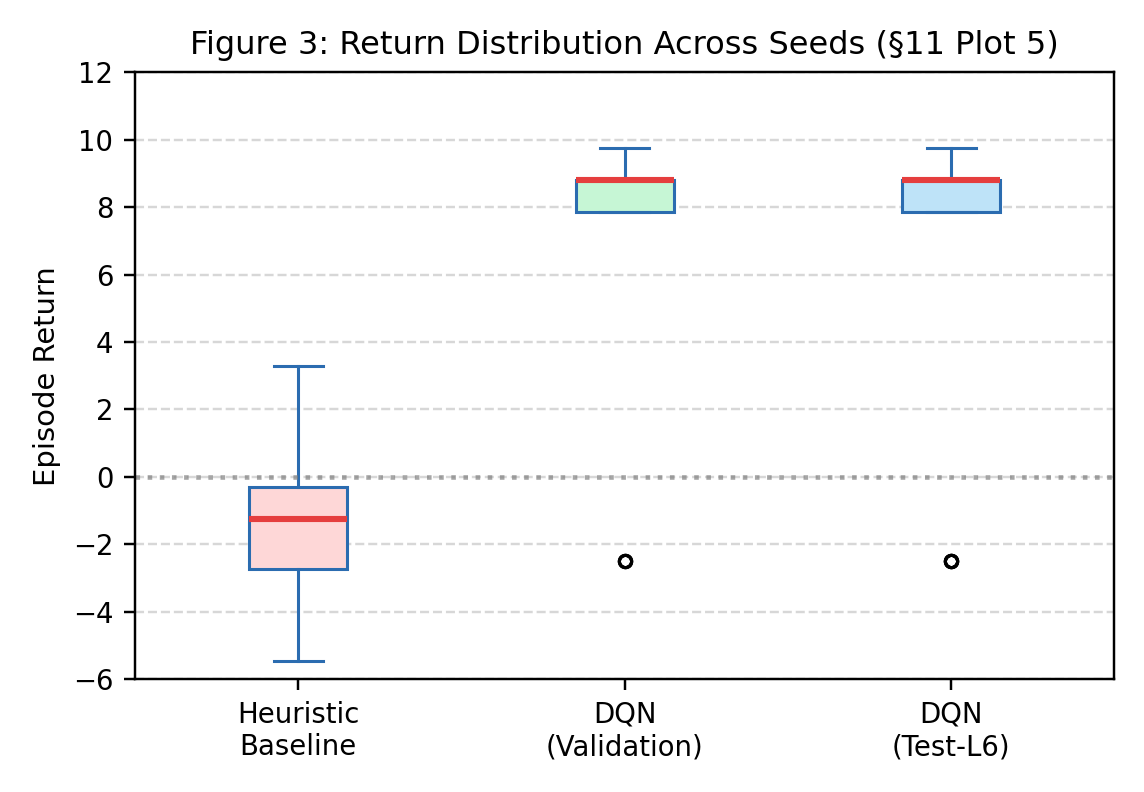 Figure 3: Return Distribution Across Seeds (§11 Plot 5)
Episode Return
12
10
8
6
4
2
0
−2
−4
−6
Heuristic
Baseline
DQN
(Validation)
DQN
(Test-L6)